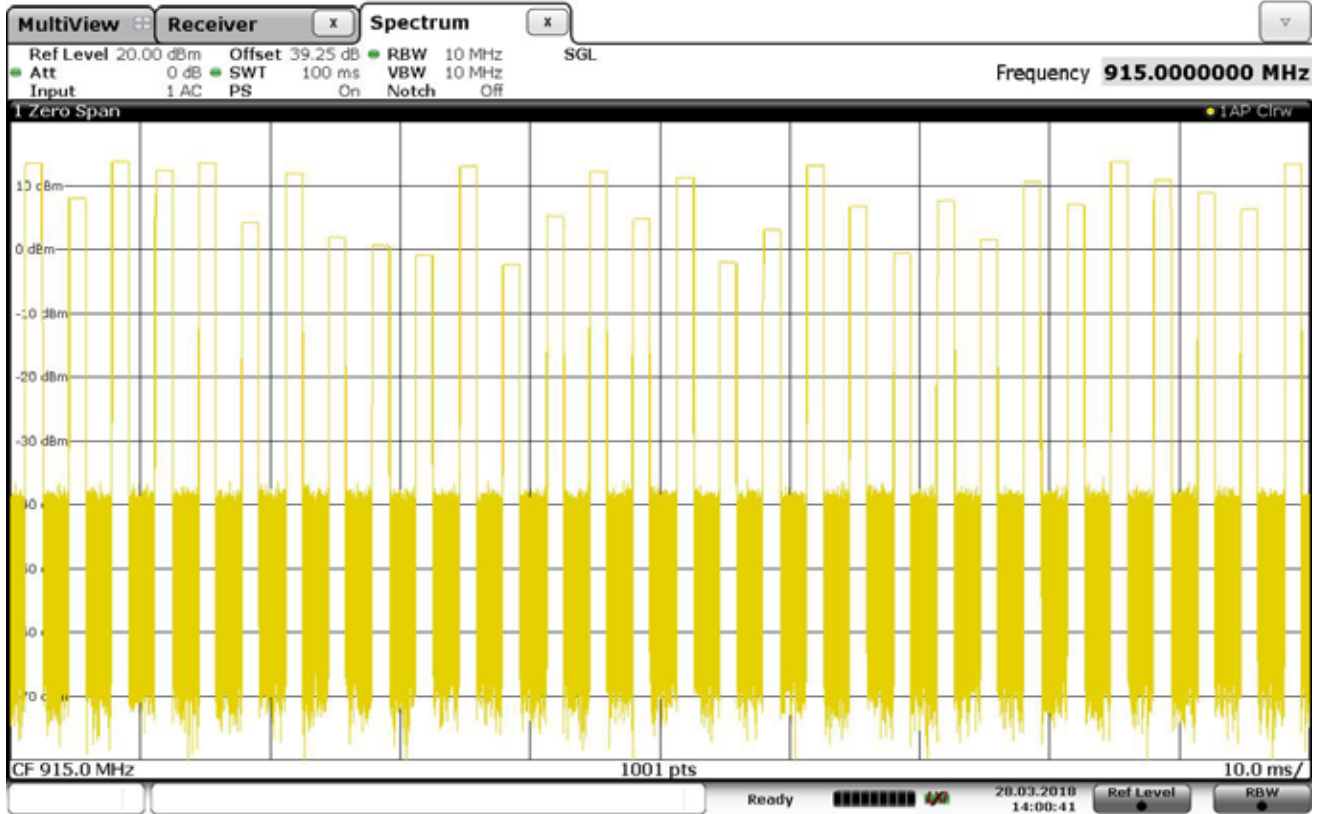 MultiView Receiver X Spectrum X
Ref Level 20.00 dBm Offset 39.25 dB RBW 10 MHz SGL
Att 0 dB SWT 100 ms VBW 10 MHz
Input 1 AC PS On Notch Off
Frequency 915.0000000 MHz
1 Zero Span 1AP Clrw
10 dBm
0 dBm
-10 dBm
-20 dBm
-30 dBm
CF 915.0 MHz 1001 pts 10.0 ms/
Ready 28.03.2018 Ref Level RBW
14:00:41